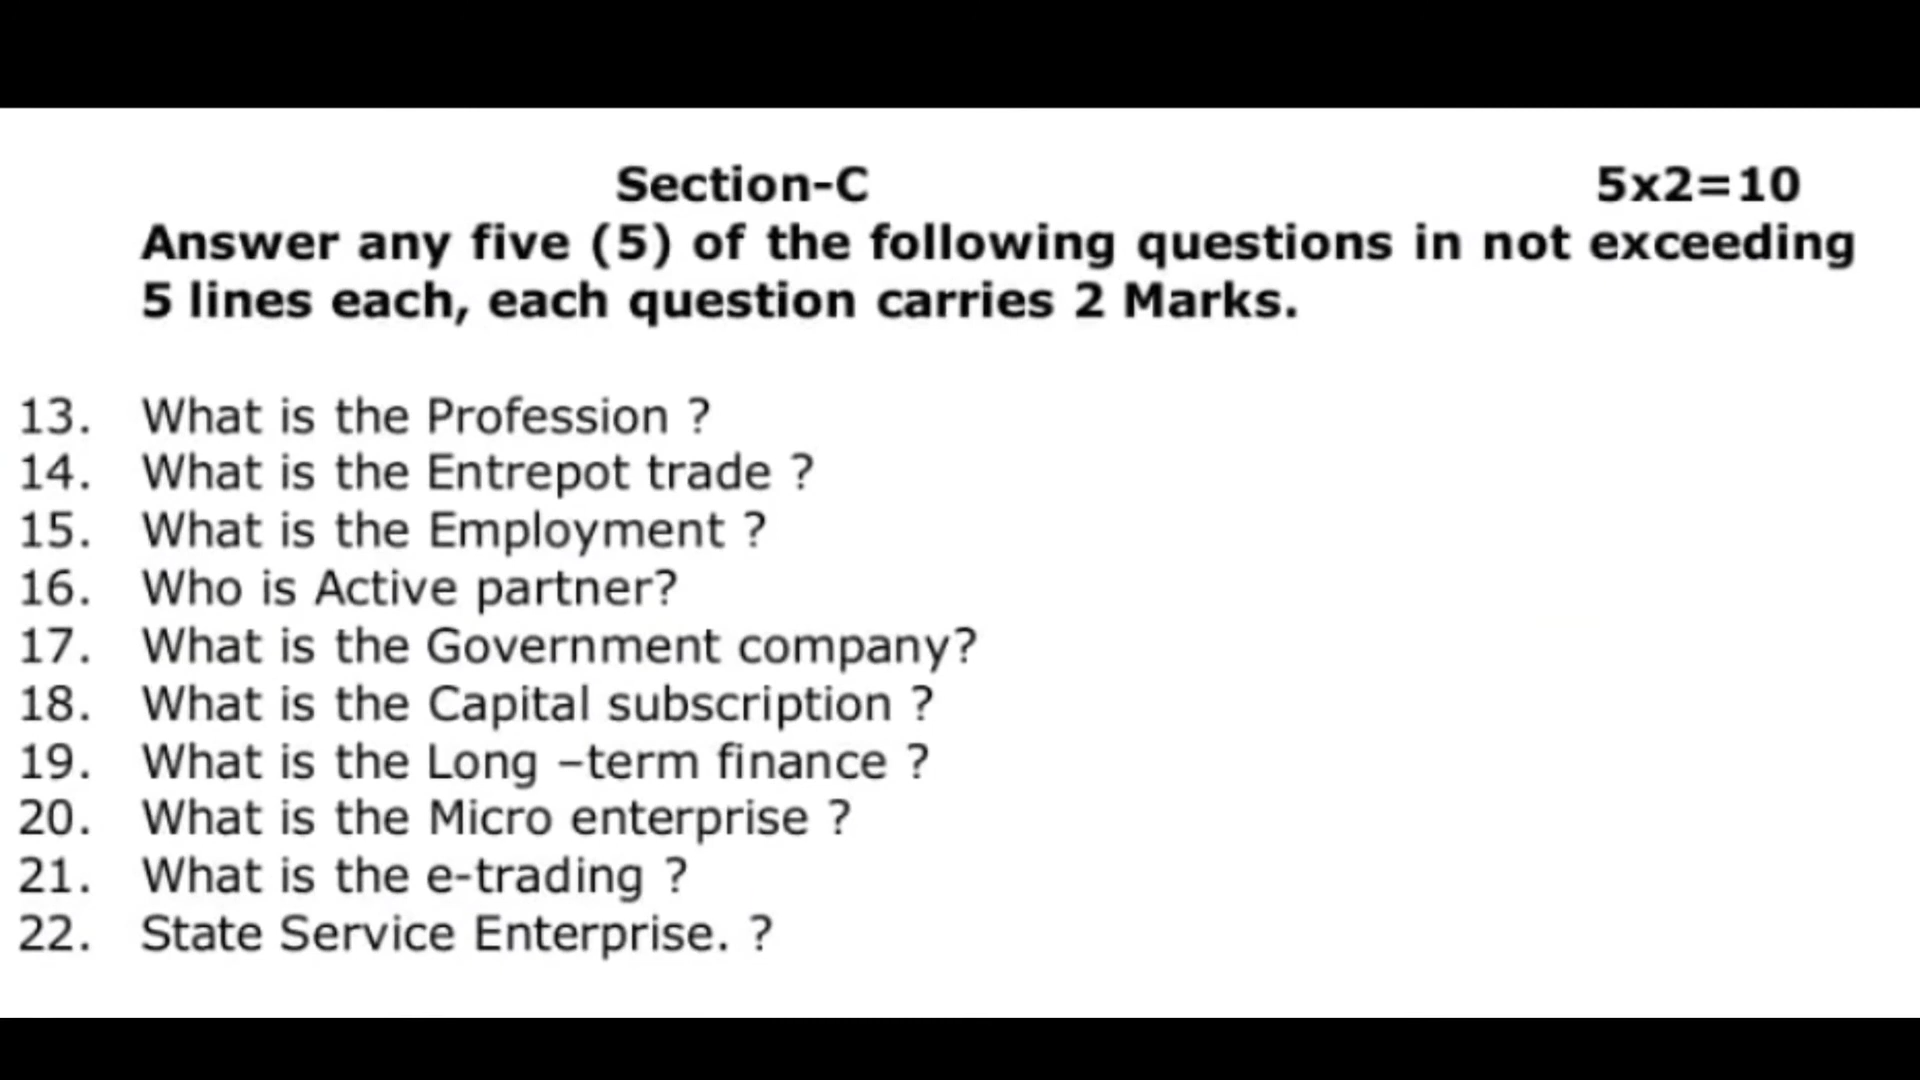 Section-C 5x2=10
Answer any five (5) of the following questions in not exceeding
5 lines each, each question carries 2 Marks.
13. What is the Profession ?
14. What is the Entrepot trade ?
15. What is the Employment ?
16. Who is Active partner?
17. What is the Government company?
18. What is the Capital subscription ?
19. What is the Long –term finance ?
20. What is the Micro enterprise ?
21. What is the e-trading ?
22. State Service Enterprise. ?